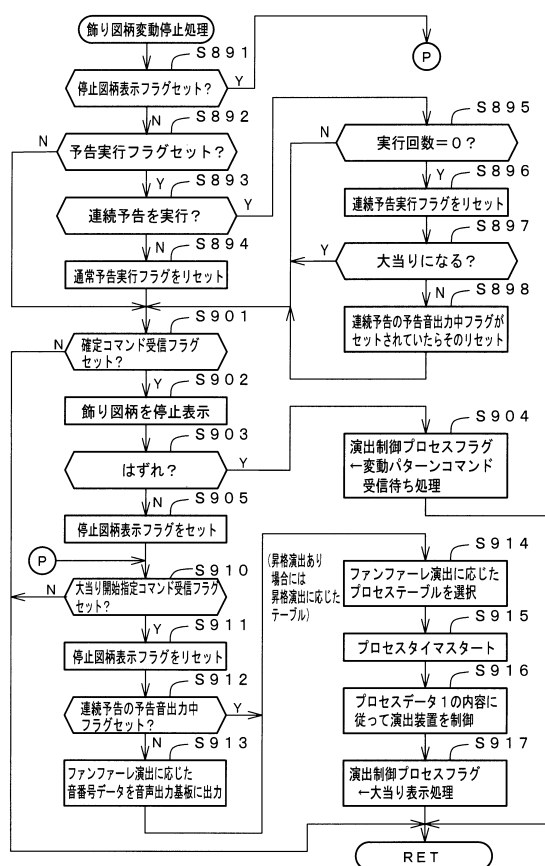 飾り図柄変動停止処理
S891
停止図柄表示フラグセット？
Y
P
N
S892
予告実行フラグセット？
N
Y
S893
連続予告を実行？
Y
N
S894
通常予告実行フラグをリセット
S895
実行回数＝０？
N
Y
S896
連続予告実行フラグをリセット
S897
大当りになる？
Y
N
S898
連続予告の予告音出力中フラグが
セットされていたらそのリセット
S901
確定コマンド受信フラグ
セット？
N
Y
S902
飾り図柄を停止表示
S903
はずれ？
Y
N
S904
演出制御プロセスフラグ
←変動パターンコマンド
受信待ち処理
S905
停止図柄表示フラグをセット
P
S910
大当り開始指定コマンド受信フラグ
セット？
N
Y
S911
停止図柄表示フラグをリセット
S912
連続予告の予告音出力中
フラグセット？
Y
N
S913
ファンファーレ演出に応じた
音番号データを音声出力基板に出力
（昇格演出あり
場合には
昇格演出に応じた
テーブル）
S914
ファンファーレ演出に応じた
プロセステーブルを選択
S915
プロセスタイマスタート
S916
プロセスデータ１の内容に
従って演出装置を制御
S917
演出制御プロセスフラグ
←大当り表示処理
RET